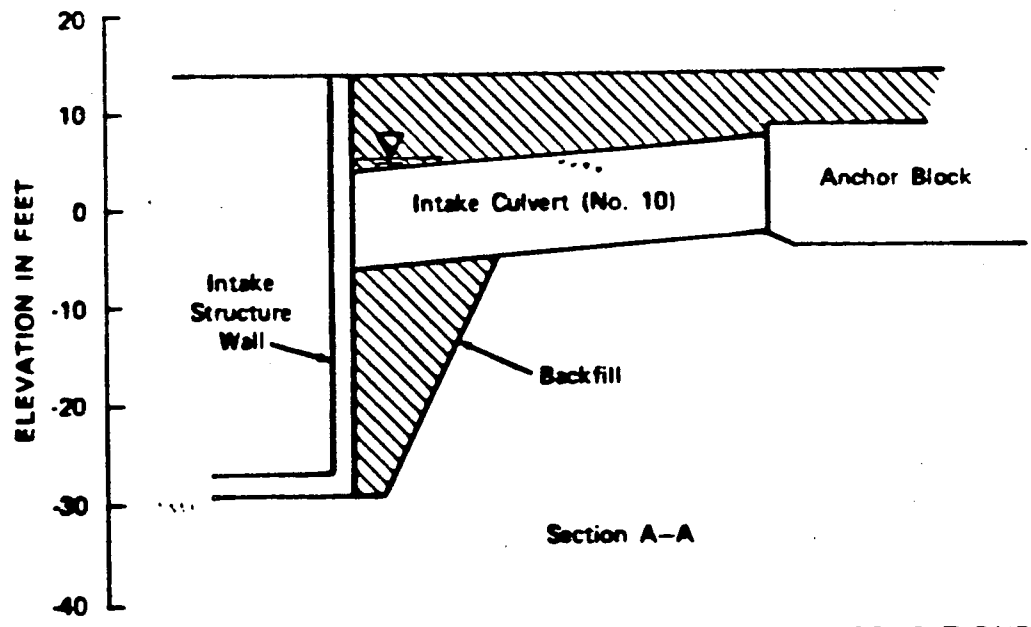 20
10
0
-10
-20
-30
-40
ELEVATION IN FEET
Intake Culvert (No. 10)
Anchor Block
Intake
Structure
Wall
Backfill
Section A-A